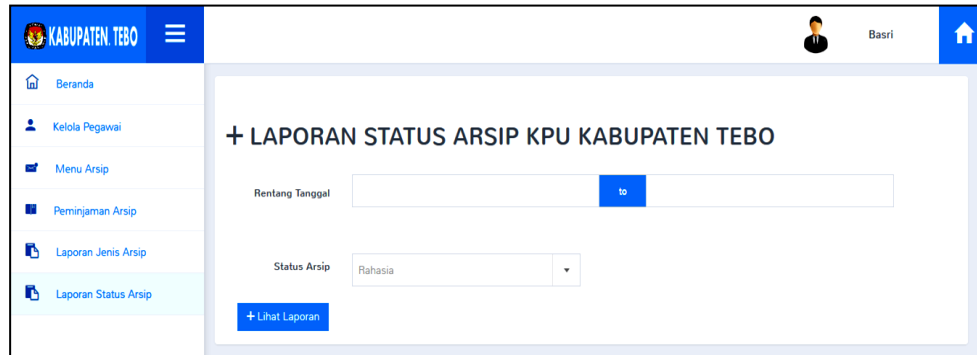 KABUPATEN. TEBO
Basri
Beranda
Kelola Pegawai
Menu Arsip
Peminjaman Arsip
Laporan Jenis Arsip
Laporan Status Arsip
+ LAPORAN STATUS ARSIP KPU KABUPATEN TEBO
Rentang Tanggal
to
Status Arsip
Rahasia
+ Lihat Laporan